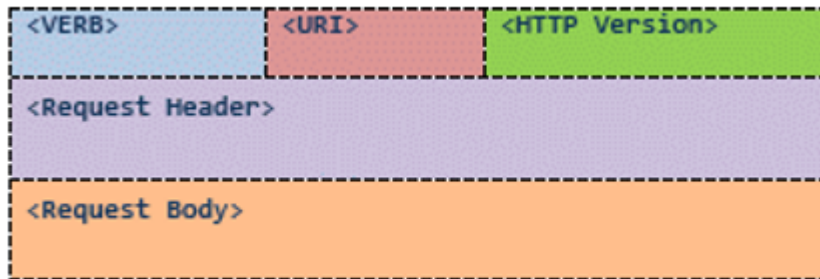 <VERB> <URI> <HTTP Version>
<Request Header>
<Request Body>